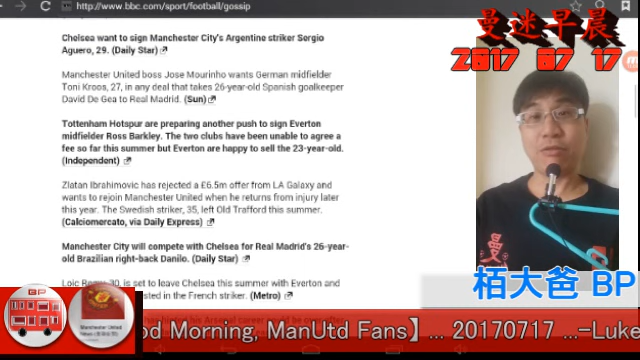 http://www.bbc.com/sport/football/gossip
Chelsea want to sign Manchester City's Argentine striker Sergio
Aguero, 29. (Daily Star)
Manchester United boss Jose Mourinho wants German midfielder
Toni Kroos, 27, in any deal that takes 26-year-old Spanish goalkeeper
David De Gea to Real Madrid. (Sun)
Tottenham Hotspur are preparing another push to sign Everton
midfielder Ross Barkley. The two clubs have been unable to agree a
fee so far this summer but Everton are happy to sell the 23-year-old.
(Independent)
Zlatan Ibrahimovic has rejected a £6.5m offer from LA Galaxy and
wants to rejoin Manchester United when he returns from injury later
this year. The Swedish striker, 35, left Old Trafford this summer.
(Calciomercato, via Daily Express)
Manchester City will compete with Chelsea for Real Madrid's 26-year-
old Brazilian right-back Danilo. (Daily Star)
30, is set to leave Chelsea this summer with Everton and
in the French striker. (Metro)
曼迷早晨
2017 07 17
曼
栢大爸 BP
BP
Manchester United
od Morning, ManUtd Fans】... 20170717 ...-Luke